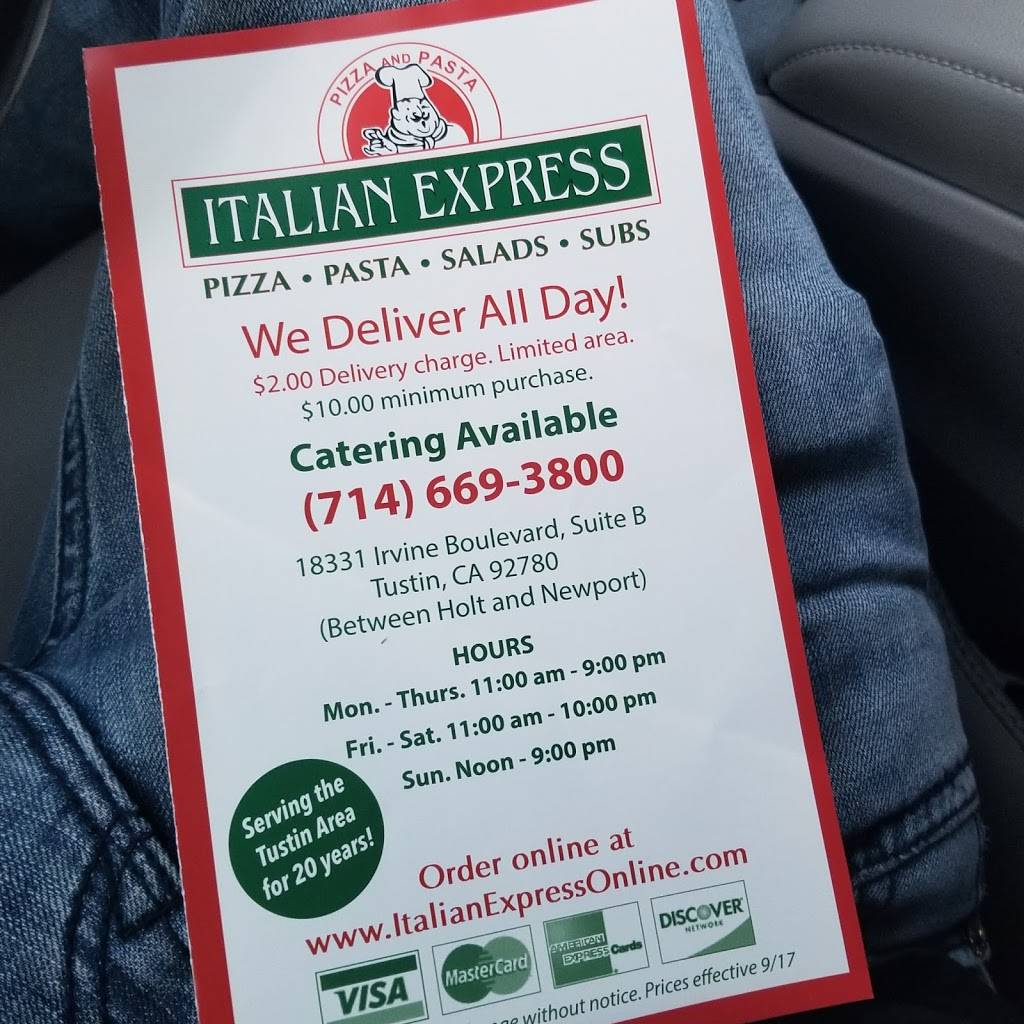 PIZZA AND PASTA
ITALIAN EXPRESS
PIZZA • PASTA • SALADS • SUBS
We Deliver All Day!
$2.00 Delivery charge. Limited area.
$10.00 minimum purchase.
Catering Available
(714) 669-3800
18331 Irvine Boulevard, Suite B
Tustin, CA 92780
(Between Holt and Newport)
HOURS
Mon. - Thurs. 11:00 am - 9:00 pm
Fri. - Sat. 11:00 am - 10:00 pm
Sun. Noon - 9:00 pm
Serving the
Tustin Area
for 20 years!
Order online at
www.ItalianExpressOnline.com
VISA
MasterCard
AMERICAN
EXPRESS Cards
DISCOVER
NETWORK
without notice. Prices effective 9/17